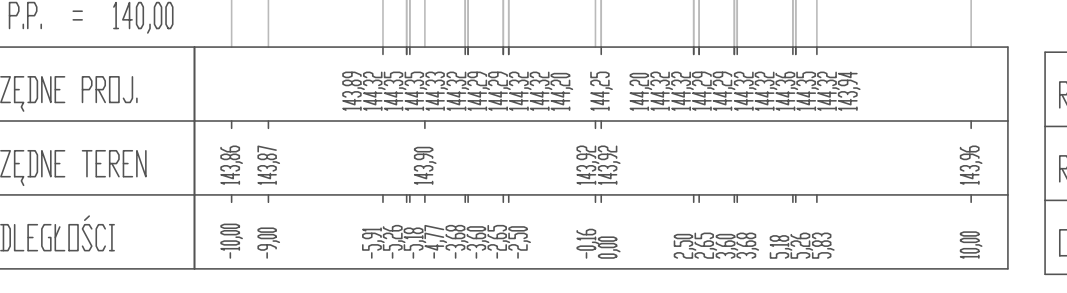 P.P. = 140,00
ZĘDNE PROJ. 143,89 144,32 144,35 144,35 144,33 144,32 144,29 144,29 144,32 144,32 144,20 144,25 144,20 144,32 144,32 144,29 144,29 144,32 144,32 144,36 144,35 144,32 143,94
ZĘDNE TEREN 143,86 143,87 143,90 143,92 143,92 143,96
DLEGŁOŚCI -10,00 -9,00 -5,91 -5,26 -5,18 -4,77 -3,68 -3,60 -2,65 -2,50 -0,16 0,00 2,50 2,65 3,60 3,68 5,18 5,26 5,83 10,00